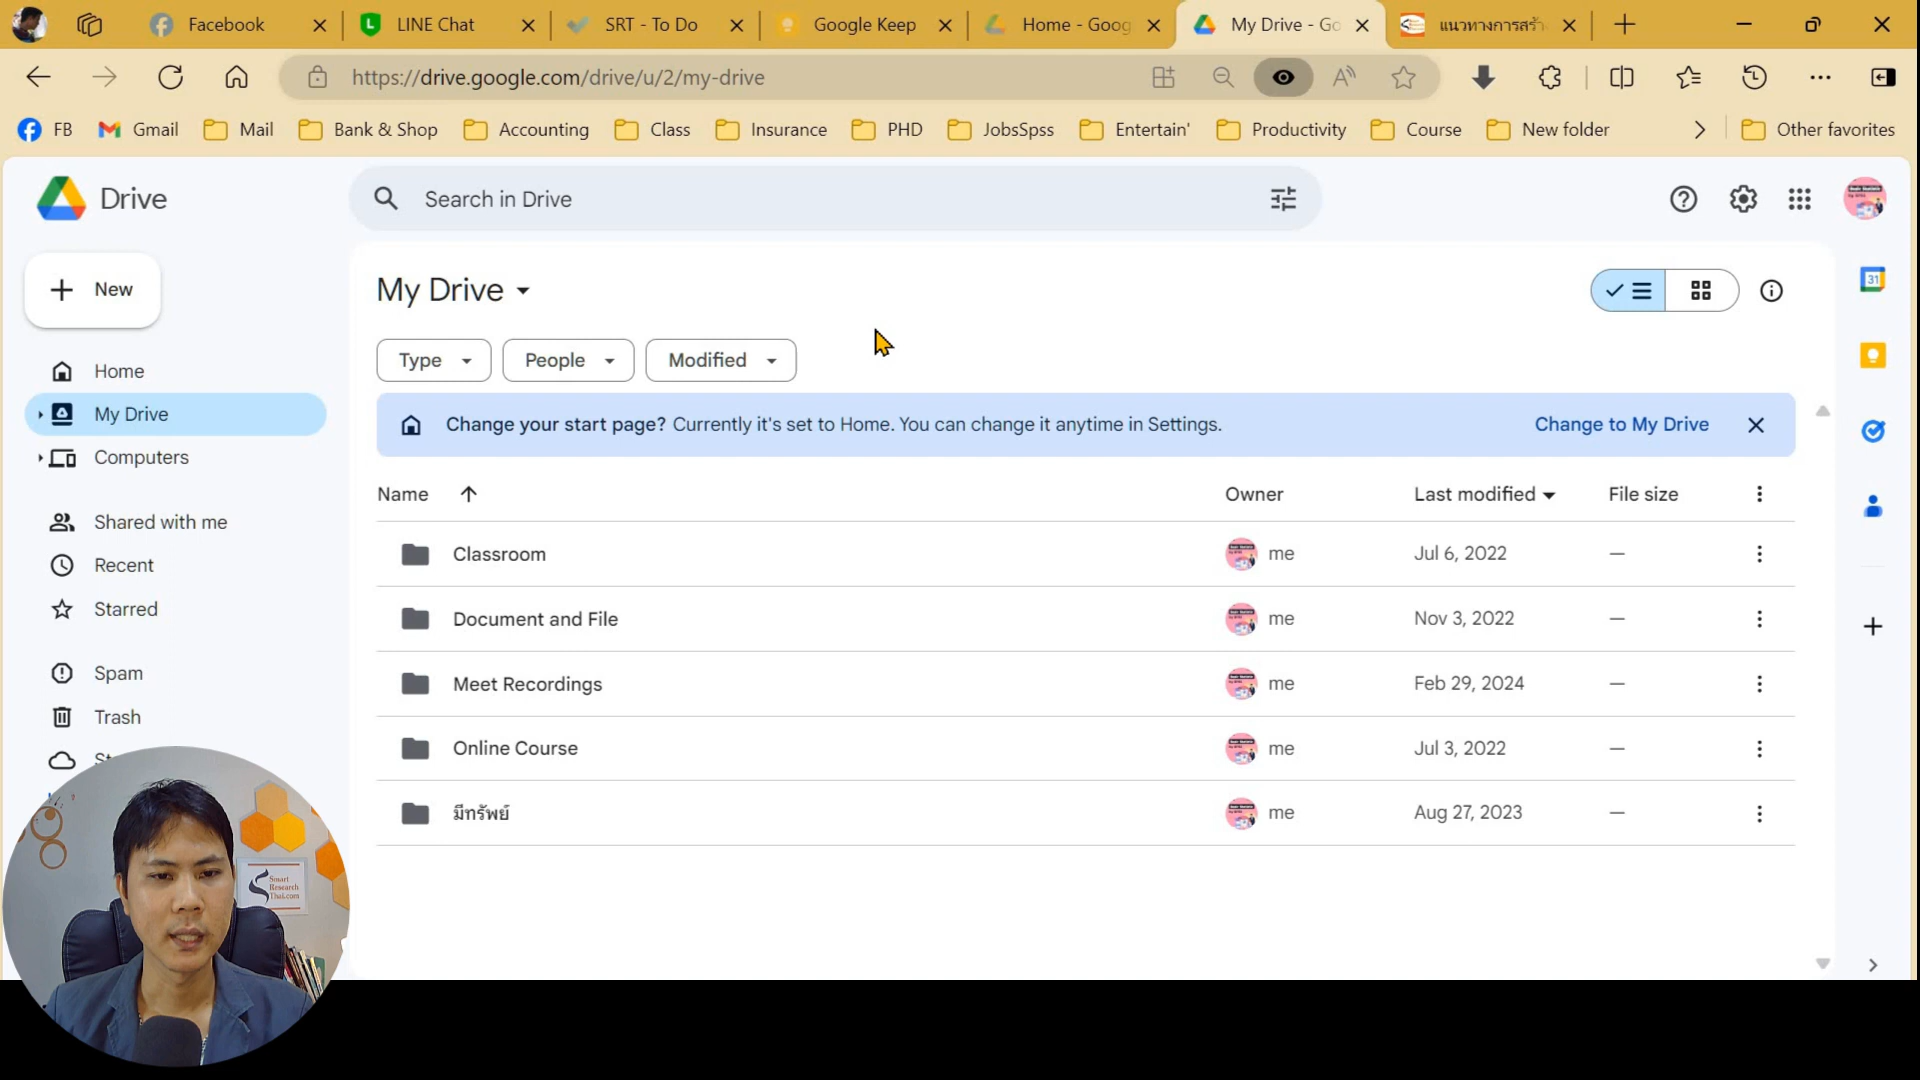 Facebook
LINE Chat
SRT - To Do
Google Keep
Home - Goog
My Drive - Go
แนวทางการสร้า
https://drive.google.com/drive/u/2/my-drive
FB
Gmail
Mail
Bank & Shop
Accounting
Class
Insurance
PHD
JobsSpss
Entertain'
Productivity
Course
New folder
Other favorites
Drive
Search in Drive
New
My Drive
Type
People
Modified
Home
My Drive
Computers
Shared with me
Recent
Starred
Spam
Trash
Change your start page? Currently it's set to Home. You can change it anytime in Settings.
Change to My Drive
Name
Owner
Last modified
File size
Classroom
me
Jul 6, 2022
—
Document and File
me
Nov 3, 2022
—
Meet Recordings
me
Feb 29, 2024
—
Online Course
me
Jul 3, 2022
—
มีทรัพย์
me
Aug 27, 2023
—
31
Smart
Research
Thai.com